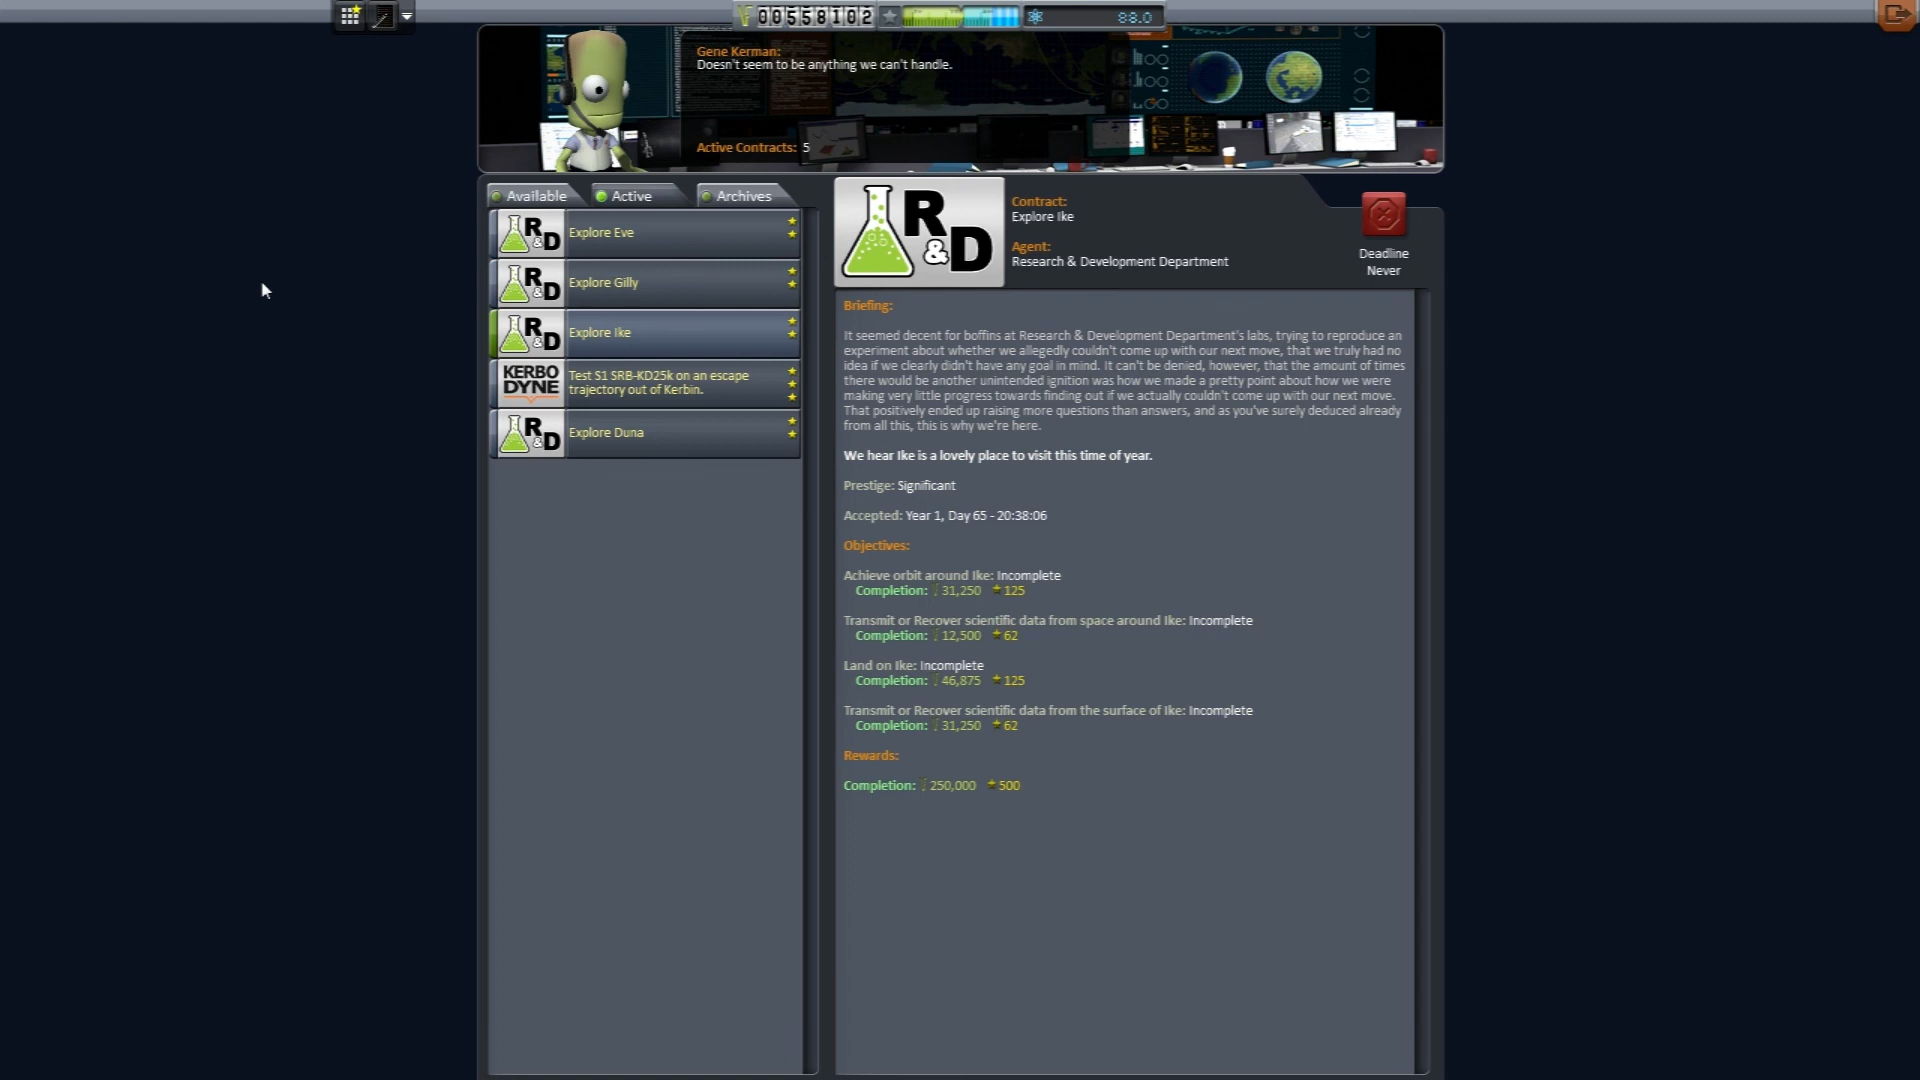 00558102
88.0
Gene Kerman:
Doesn't seem to be anything we can't handle.
Active Contracts: 5
Available
Active
Archives
R&D
Explore Eve
R&D
Explore Gilly
R&D
Explore Ike
KERBO
DYNE
Test S1 SRB-KD25k on an escape
trajectory out of Kerbin.
R&D
Explore Duna
R&D
Contract:
Explore Ike
Agent:
Research & Development Department
Deadline
Never
Briefing:
It seemed decent for boffins at Research & Development Department's labs, trying to reproduce an
experiment about whether we allegedly couldn't come up with our next move, that we truly had no
idea if we clearly didn't have any goal in mind. It can't be denied, however, that the amount of times
there would be another unintended ignition was how we made a pretty point about how we were
making very little progress towards finding out if we actually couldn't come up with our next move.
That positively ended up raising more questions than answers, and as you've surely deduced already
from all this, this is why we're here.
We hear Ike is a lovely place to visit this time of year.
Prestige: Significant
Accepted: Year 1, Day 65 - 20:38:06
Objectives:
Achieve orbit around Ike: Incomplete
Completion: 31,250 125
Transmit or Recover scientific data from space around Ike: Incomplete
Completion: 12,500 62
Land on Ike: Incomplete
Completion: 46,875 125
Transmit or Recover scientific data from the surface of Ike: Incomplete
Completion: 31,250 62
Rewards:
Completion: 250,000 500